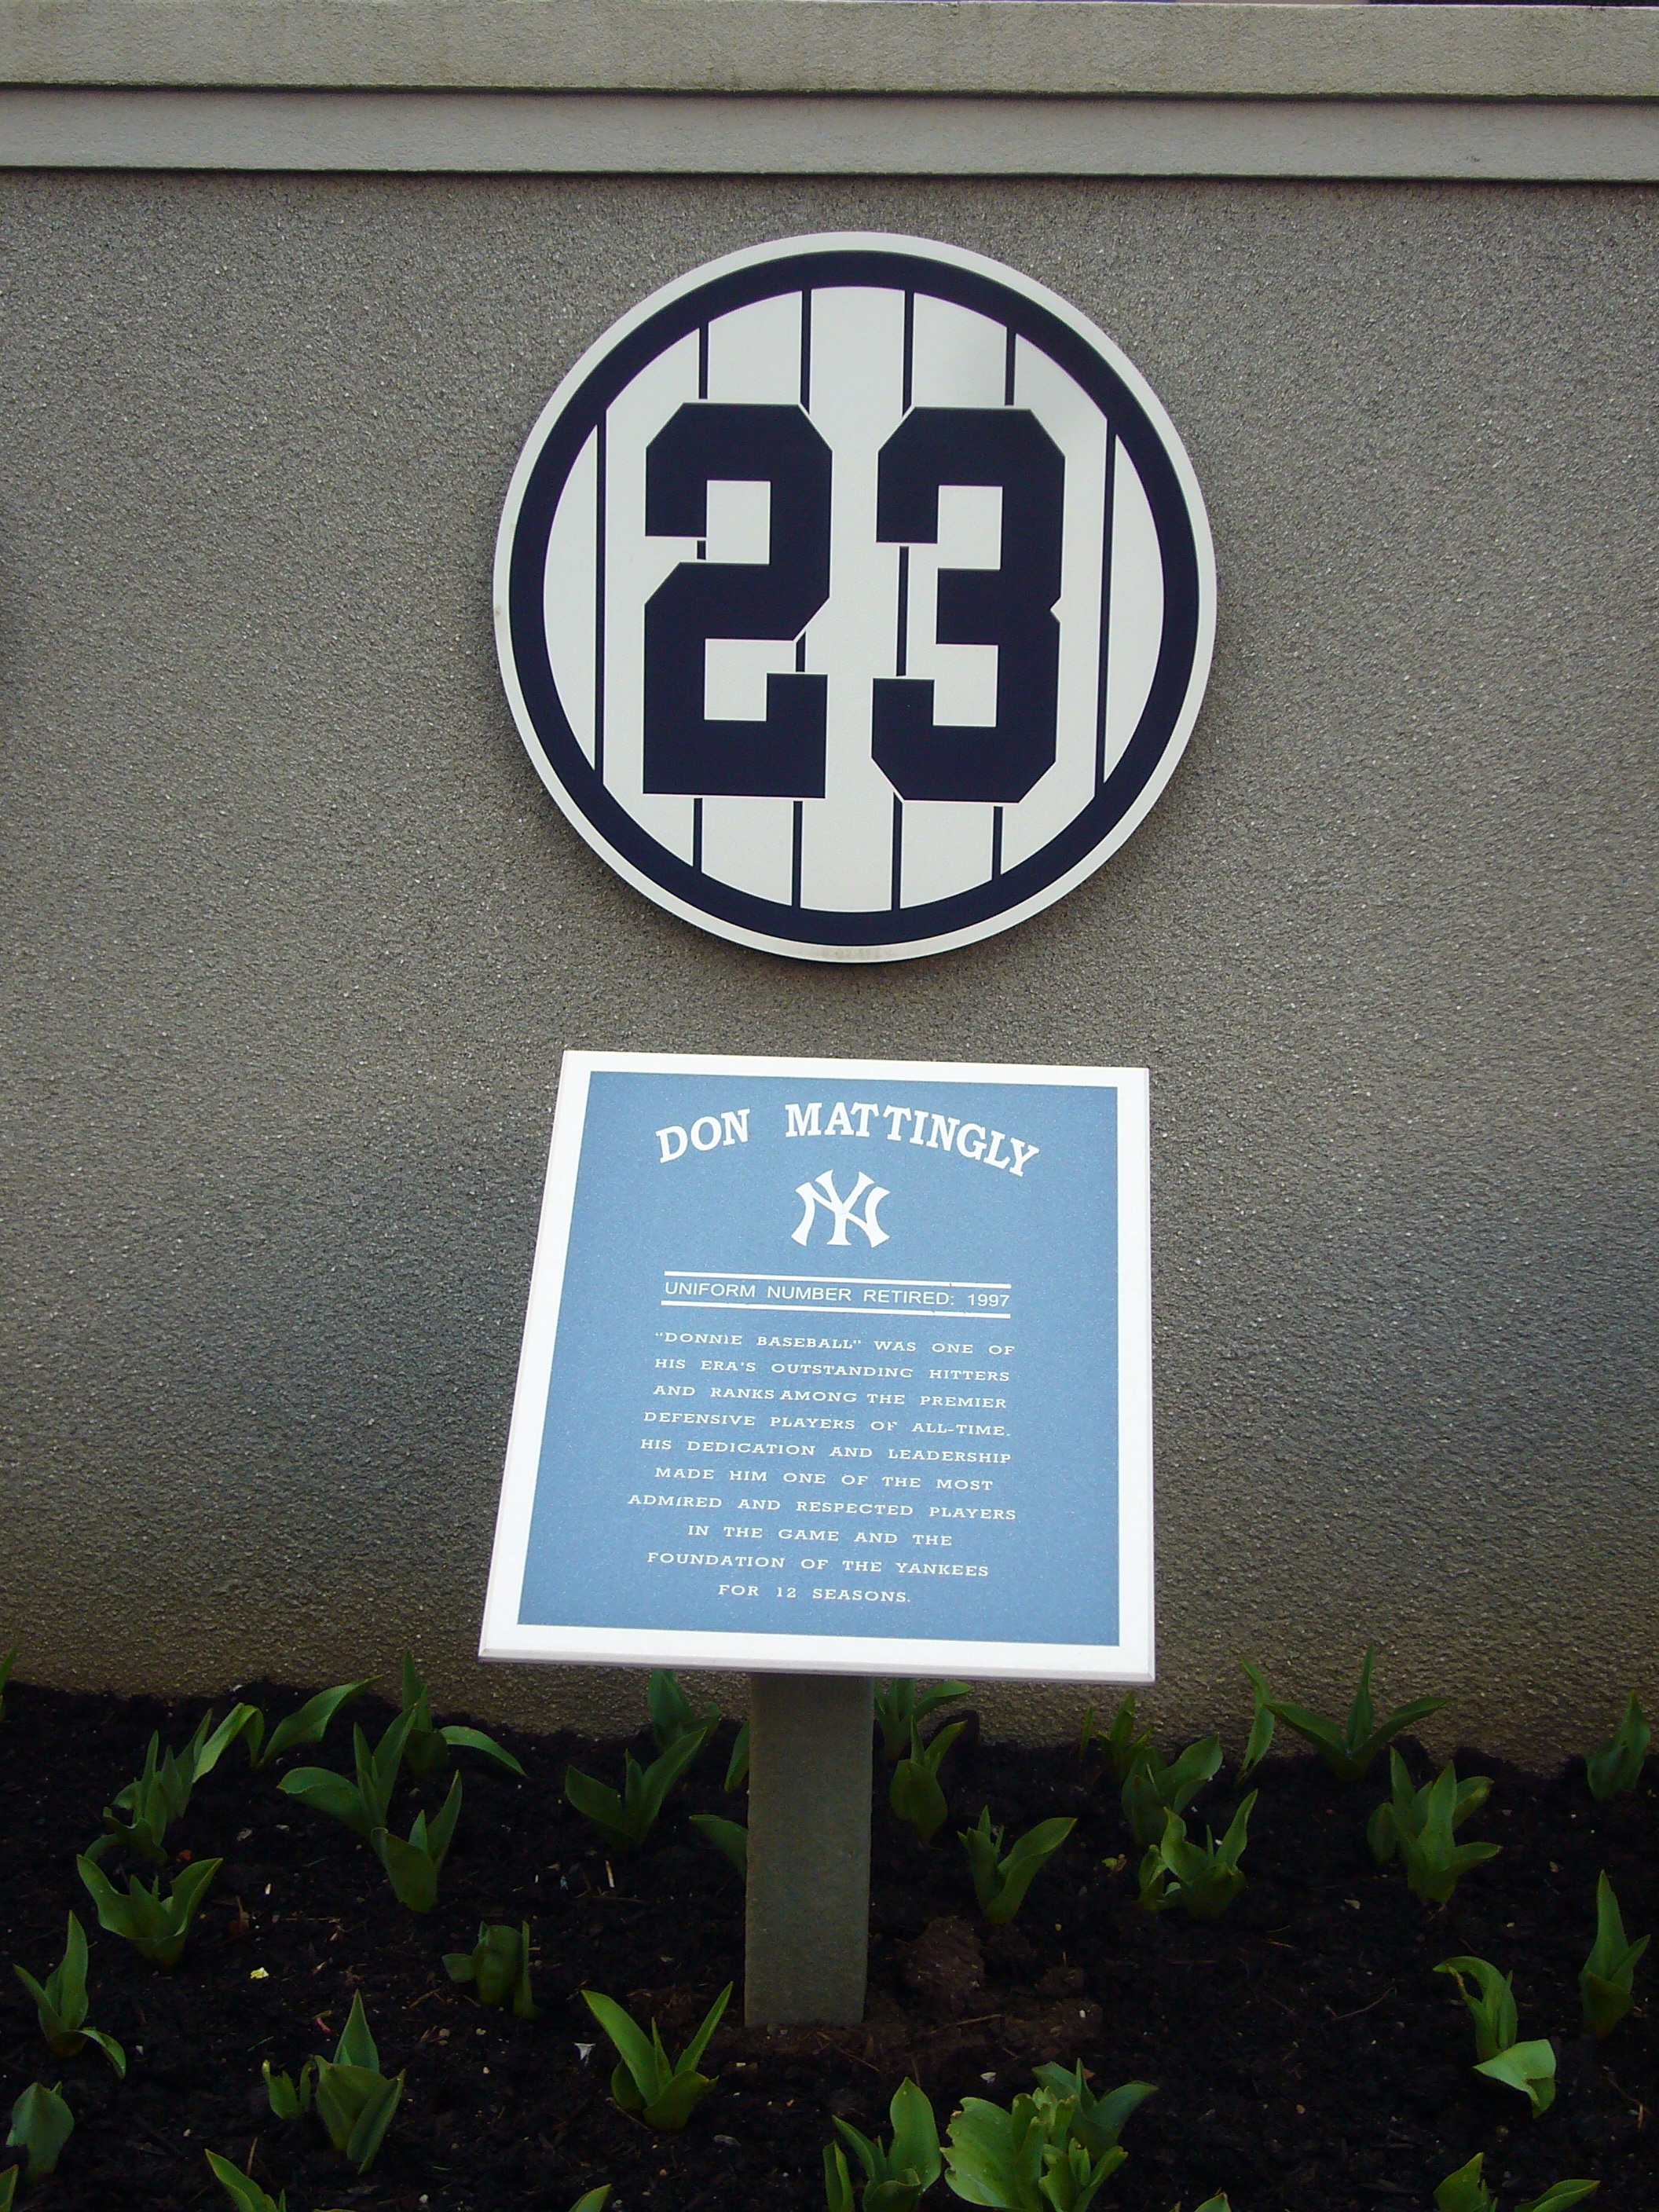 23
DON MATTINGLY
NY
UNIFORM NUMBER RETIRED: 1997
"DONNIE BASEBALL" WAS ONE OF
HIS ERA'S OUTSTANDING HITTERS
AND RANKS AMONG THE PREMIER
DEFENSIVE PLAYERS OF ALL-TIME.
HIS DEDICATION AND LEADERSHIP
MADE HIM ONE OF THE MOST
ADMIRED AND RESPECTED PLAYERS
IN THE GAME AND THE
FOUNDATION OF THE YANKEES
FOR 12 SEASONS.